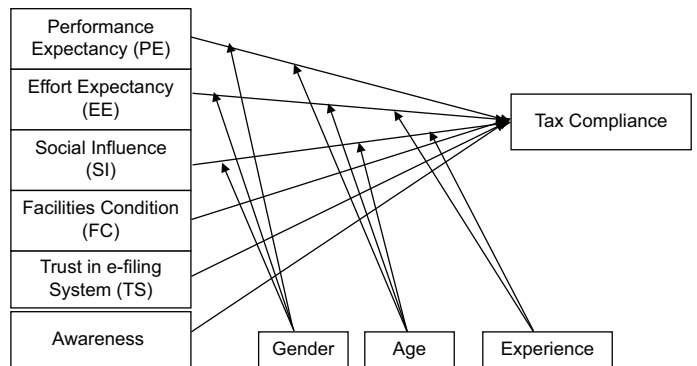 Performance
Expectancy (PE)
Effort Expectancy
(EE)
Social Influence
(SI)
Facilities Condition
(FC)
Trust in e-filing
System (TS)
Awareness
Tax Compliance
Gender
Age
Experience